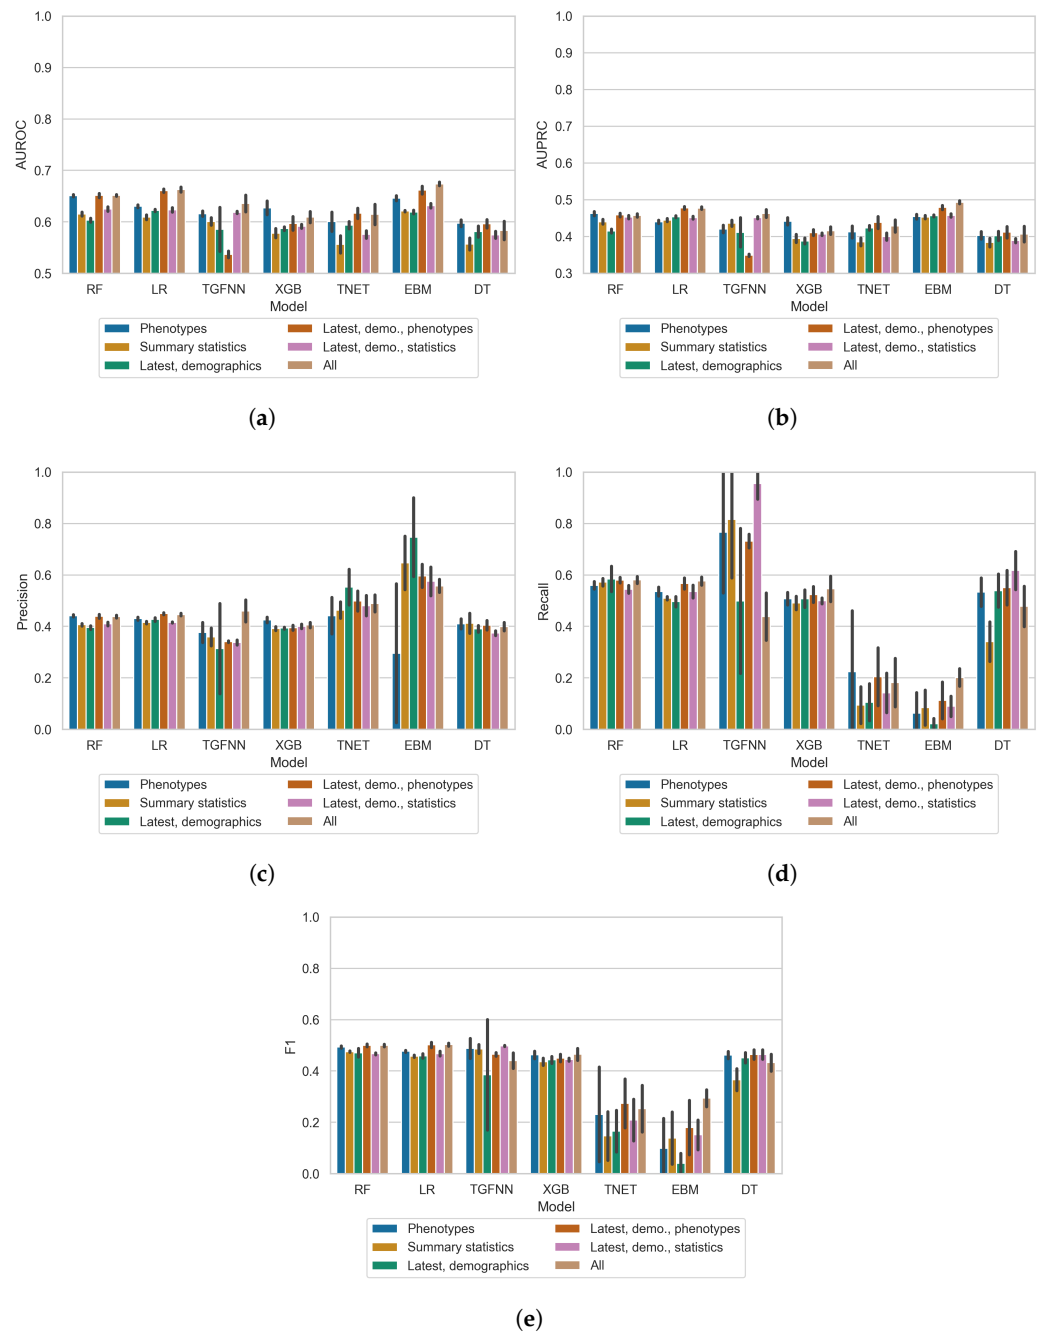 1.0
0.9
0.8
0.7
0.6
0.5
AUROC
RF LR TGFNN XGB TNET EBM DT
Model
Phenotypes
Summary statistics
Latest, demographics
Latest, demo., phenotypes
Latest, demo., statistics
All
(a)
1.0
0.9
0.8
0.7
0.6
0.5
0.4
0.3
AUPRC
RF LR TGFNN XGB TNET EBM DT
Model
Phenotypes
Summary statistics
Latest, demographics
Latest, demo., phenotypes
Latest, demo., statistics
All
(b)
1.0
0.8
0.6
0.4
0.2
0.0
Precision
RF LR TGFNN XGB TNET EBM DT
Model
Phenotypes
Summary statistics
Latest, demographics
Latest, demo., phenotypes
Latest, demo., statistics
All
(c)
1.0
0.8
0.6
0.4
0.2
0.0
Recall
RF LR TGFNN XGB TNET EBM DT
Model
Phenotypes
Summary statistics
Latest, demographics
Latest, demo., phenotypes
Latest, demo., statistics
All
(d)
1.0
0.8
0.6
0.4
0.2
0.0
F1
RF LR TGFNN XGB TNET EBM DT
Model
Phenotypes
Summary statistics
Latest, demographics
Latest, demo., phenotypes
Latest, demo., statistics
All
(e)